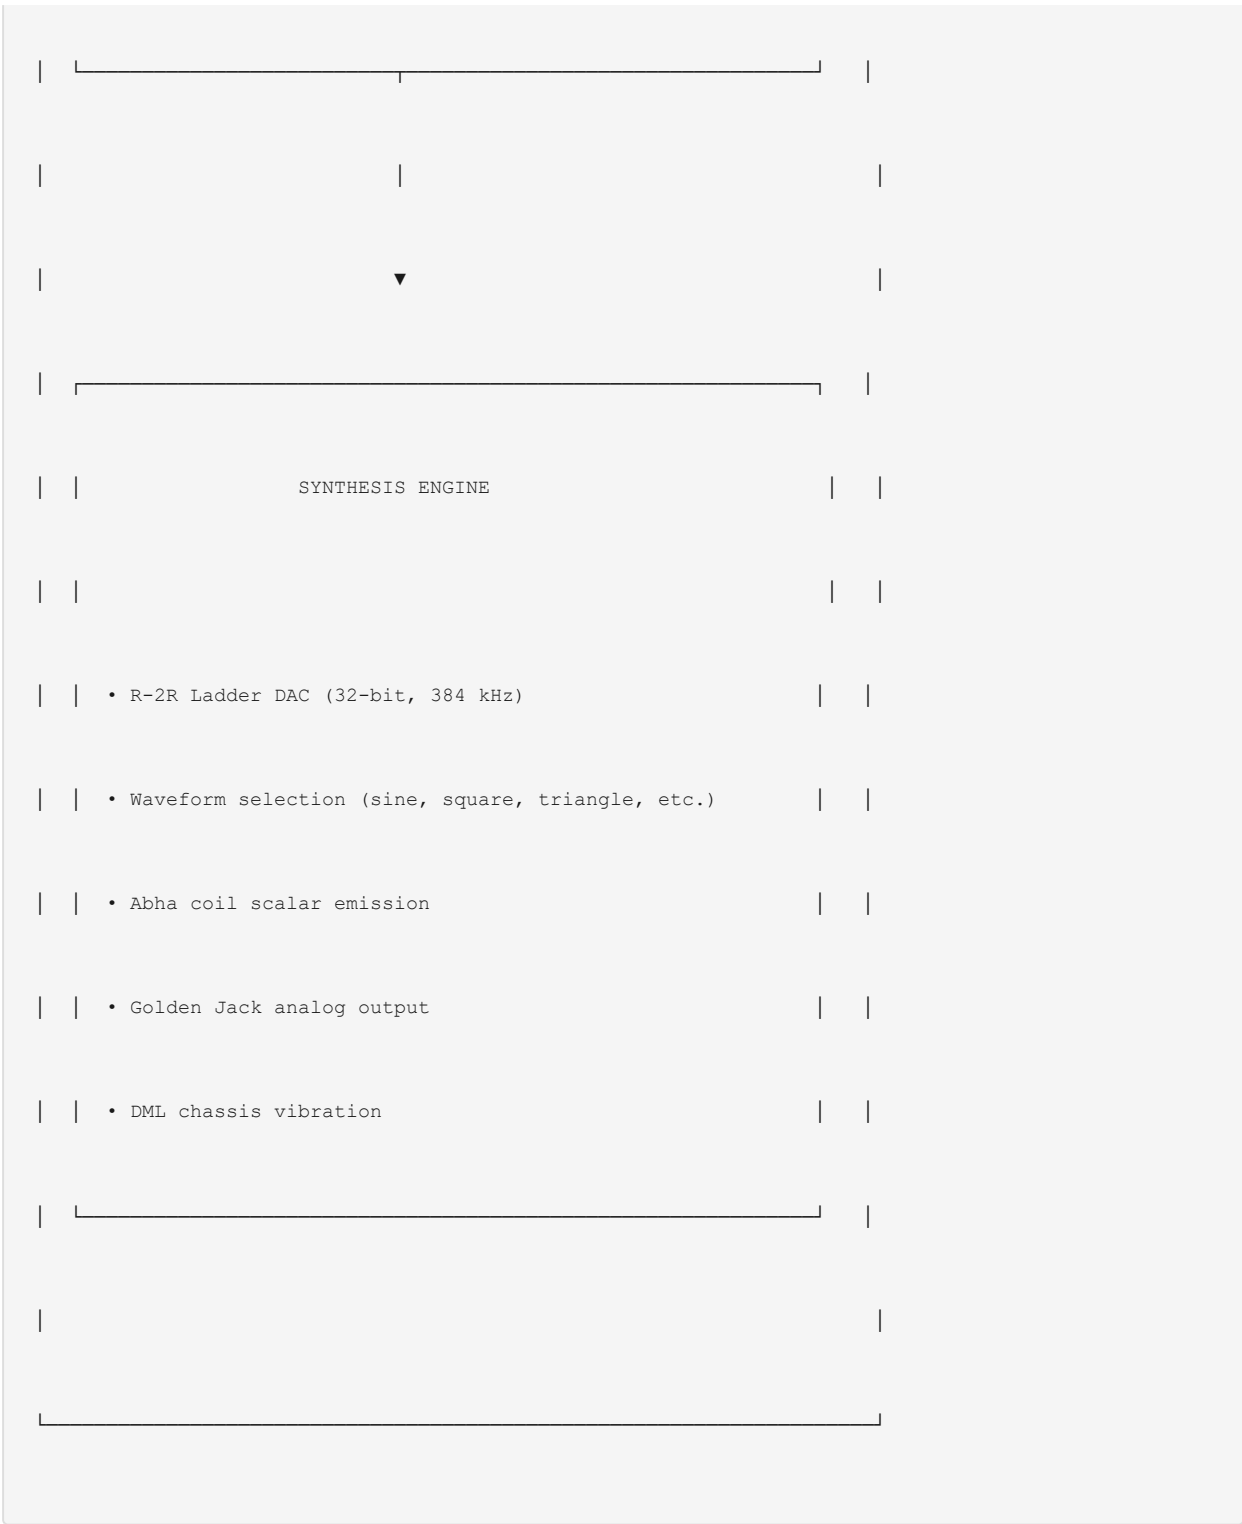 SYNTHESIS ENGINE
• R-2R Ladder DAC (32-bit, 384 kHz)
• Waveform selection (sine, square, triangle, etc.)
• Abha coil scalar emission
• Golden Jack analog output
• DML chassis vibration